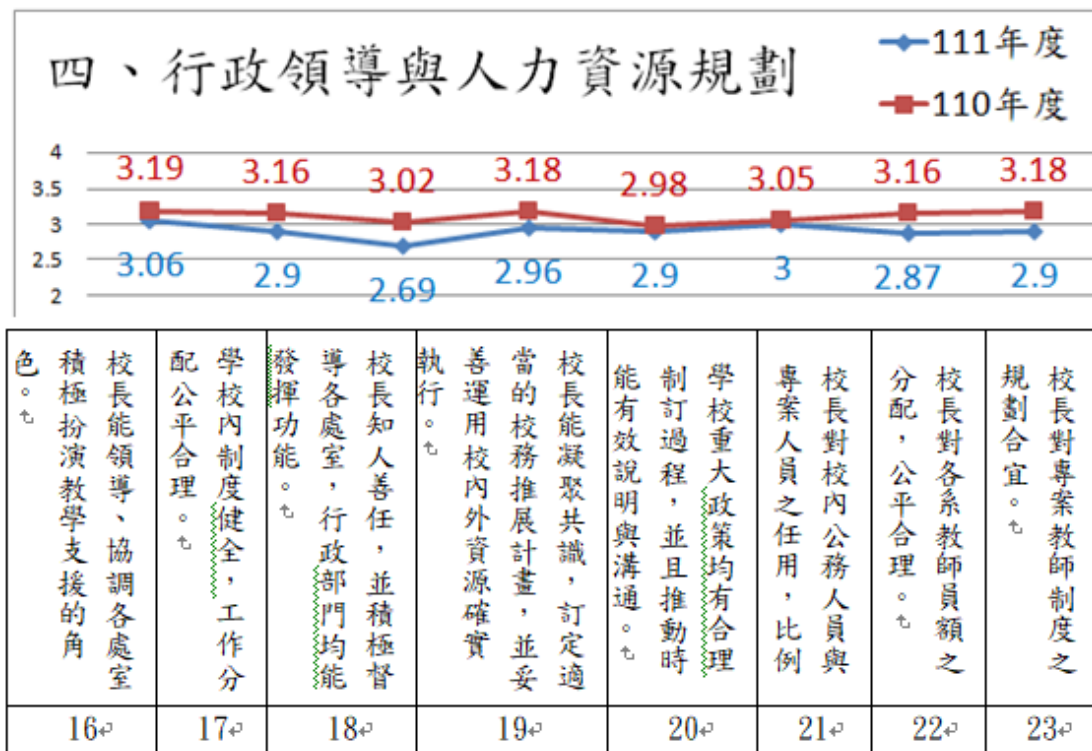 四、行政領導與人力資源規劃
111年度
110年度
4
3.5
3
2.5
2
3.19 3.16 3.02 3.18 2.98 3.05 3.16 3.18
3.06 2.9 2.69 2.96 2.9 3 2.87 2.9
校長能領導、協調各處室
積極扮演教學支援的角
色。
學校內制度健全，工作分
配公平合理。
校長知人善任，並積極督
導各處室，行政部門均能
發揮功能。
校長能凝聚共識，訂定適
當的校務推展計畫，並妥
善運用校內外資源確實
執行。
學校重大政策均有合理
制訂過程，並且推動時
能有效說明與溝通。
校長對校內公務人員與
專案人員之任用，比例
校長對各系教師員額之
分配，公平合理。
校長對專案教師制度之
規劃合宜。
16 17 18 19 20 21 22 23